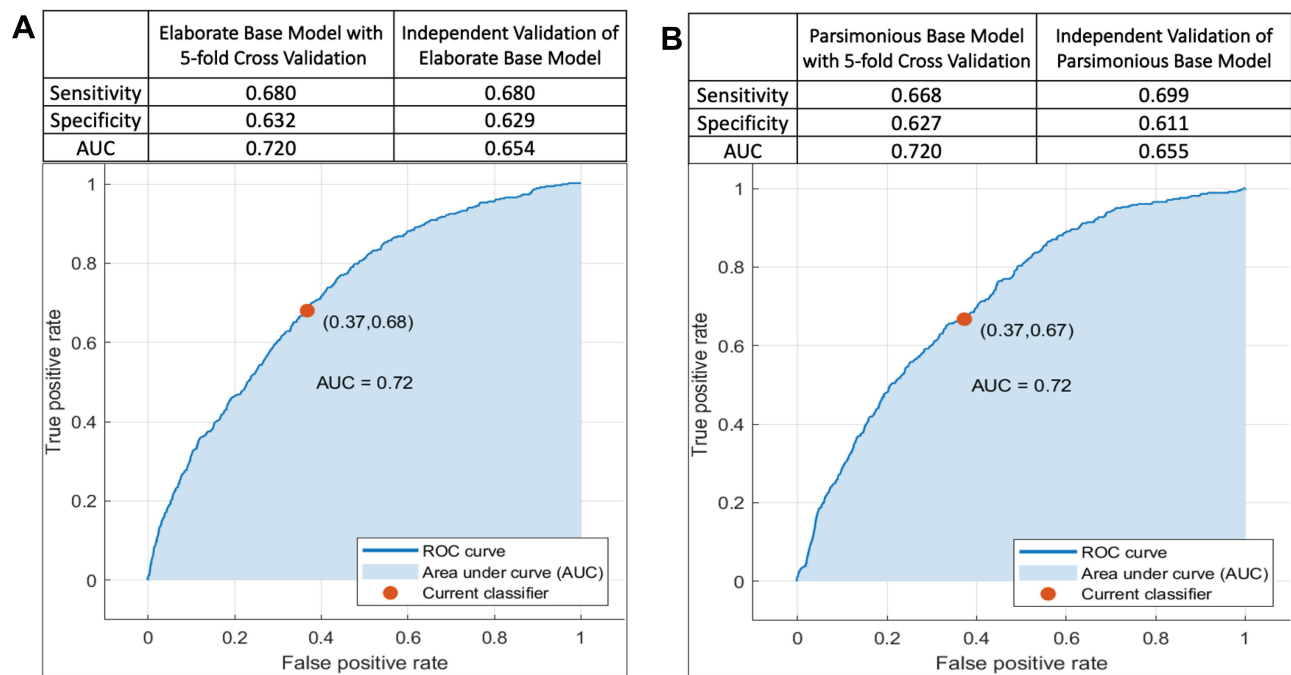 A
Elaborate Base Model with 5-fold Cross Validation
Independent Validation of Elaborate Base Model
Sensitivity 0.680 0.680
Specificity 0.632 0.629
AUC 0.720 0.654
1
0.8
0.6
0.4
0.2
0
True positive rate
(0.37,0.68)
AUC = 0.72
ROC curve
Area under curve (AUC)
Current classifier
0 0.2 0.4 0.6 0.8 1
False positive rate
B
Parsimonious Base Model with 5-fold Cross Validation
Independent Validation of Parsimonious Base Model
Sensitivity 0.668 0.699
Specificity 0.627 0.611
AUC 0.720 0.655
1
0.8
0.6
0.4
0.2
0
True positive rate
(0.37,0.67)
AUC = 0.72
ROC curve
Area under curve (AUC)
Current classifier
0 0.2 0.4 0.6 0.8 1
False positive rate